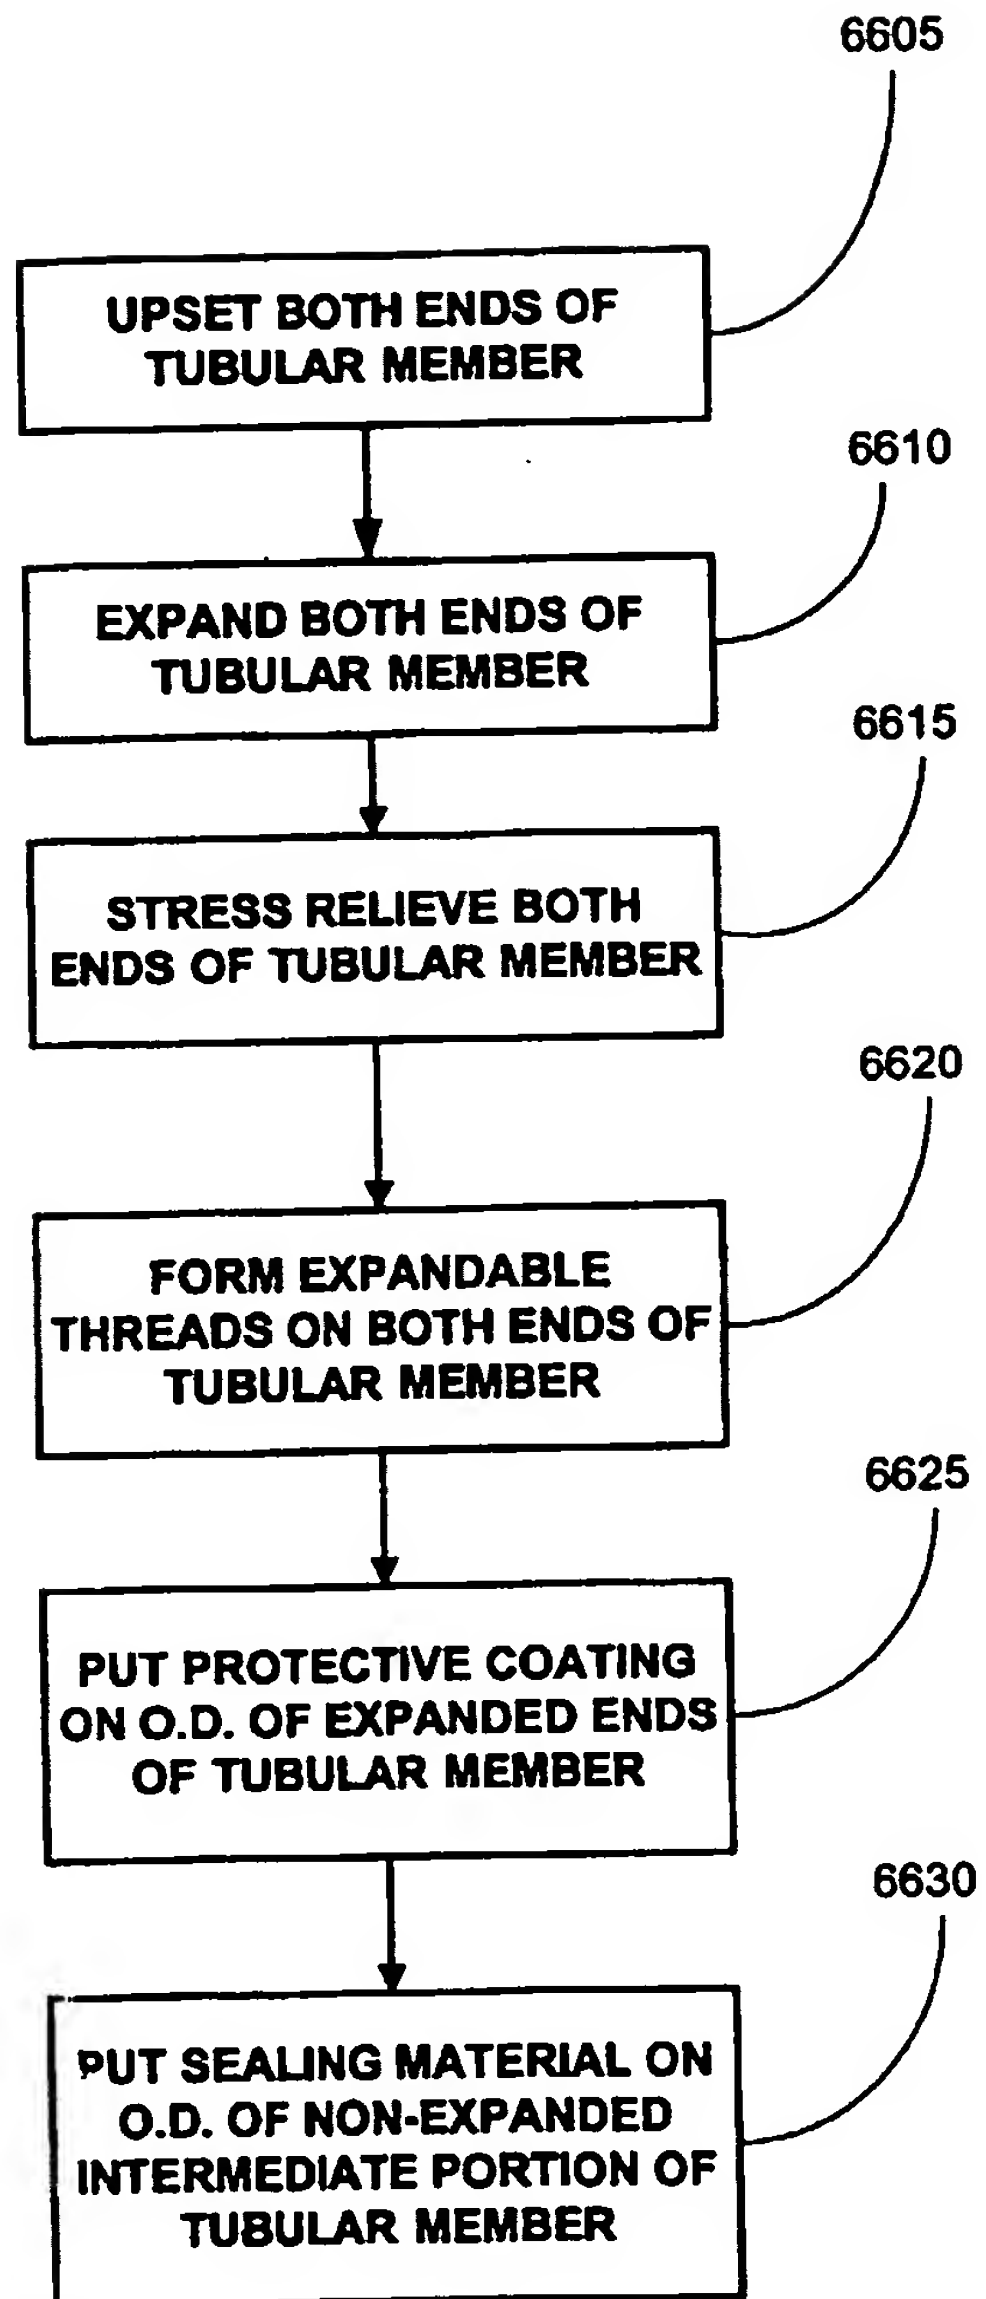 6605
UPSET BOTH ENDS OF
TUBULAR MEMBER
6610
EXPAND BOTH ENDS OF
TUBULAR MEMBER
6615
STRESS RELIEVE BOTH
ENDS OF TUBULAR MEMBER
6620
FORM EXPANDABLE
THREADS ON BOTH ENDS OF
TUBULAR MEMBER
6625
PUT PROTECTIVE COATING
ON O.D. OF EXPANDED ENDS
OF TUBULAR MEMBER
6630
PUT SEALING MATERIAL ON
O.D. OF NON-EXPANDED
INTERMEDIATE PORTION OF
TUBULAR MEMBER